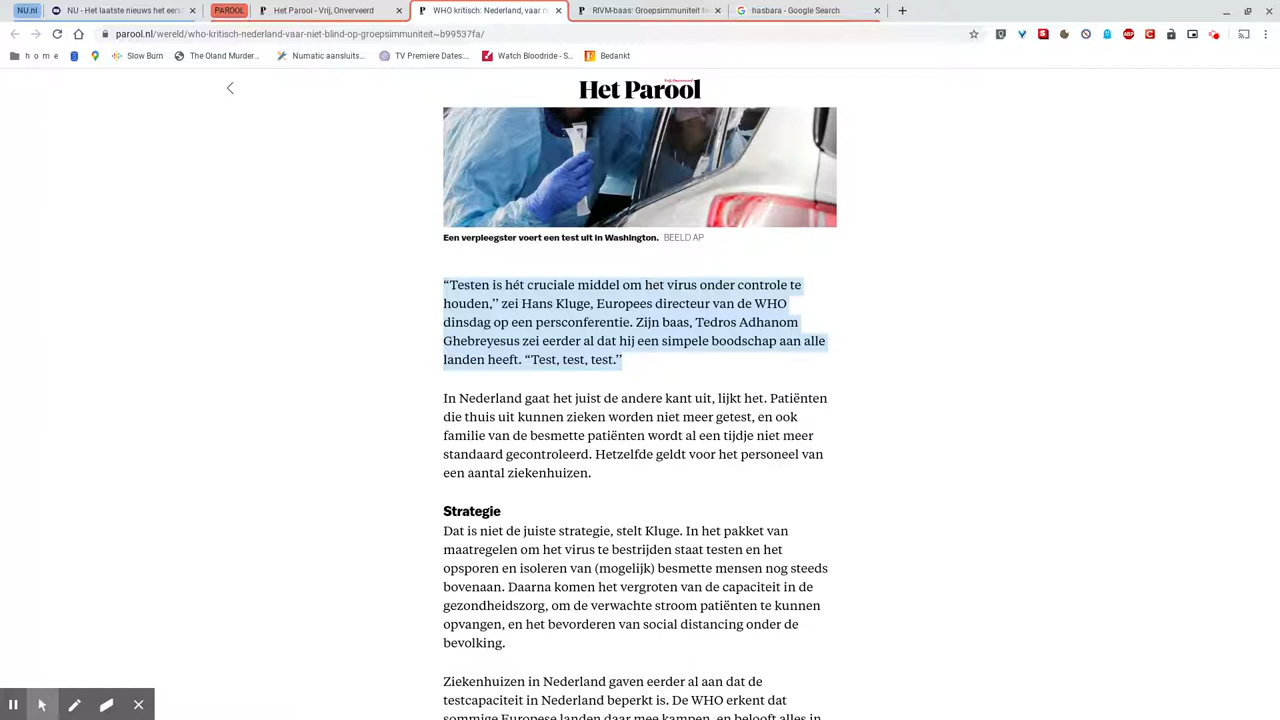 NU.nl
NU - Het laatste nieuws het eers
PAROOL
Het Parool - Vrij, Onverveerd
WHO kritisch: Nederland, vaar n
RIVM-baas: Groepsimmuniteit he
hasbara - Google Search
parool.nl/wereld/who-kritisch-nederland-vaar-niet-blind-op-groepsimmuniteit~b99537fa/
h o m e
Slow Burn
The Oland Murder...
Numatic aansluits...
TV Premiere Dates:...
Watch Bloodride - S...
Bedankt
Het Parool
Een verpleegster voert een test uit in Washington. BEELD AP
“Testen is hét cruciale middel om het virus onder controle te
houden,’’ zei Hans Kluge, Europees directeur van de WHO
dinsdag op een persconferentie. Zijn baas, Tedros Adhanom
Ghebreyesus zei eerder al dat hij een simpele boodschap aan alle
landen heeft. “Test, test, test.’’
In Nederland gaat het juist de andere kant uit, lijkt het. Patiënten
die thuis uit kunnen zieken worden niet meer getest, en ook
familie van de besmette patiënten wordt al een tijdje niet meer
standaard gecontroleerd. Hetzelfde geldt voor het personeel van
een aantal ziekenhuizen.
Strategie
Dat is niet de juiste strategie, stelt Kluge. In het pakket van
maatregelen om het virus te bestrijden staat testen en het
opsporen en isoleren van (mogelijk) besmette mensen nog steeds
bovenaan. Daarna komen het vergroten van de capaciteit in de
gezondheidszorg, om de verwachte stroom patiënten te kunnen
opvangen, en het bevorderen van social distancing onder de
bevolking.
Ziekenhuizen in Nederland gaven eerder al aan dat de
testcapaciteit in Nederland beperkt is. De WHO erkent dat
sommige Europese landen daar mee kampen, en belooft alles in